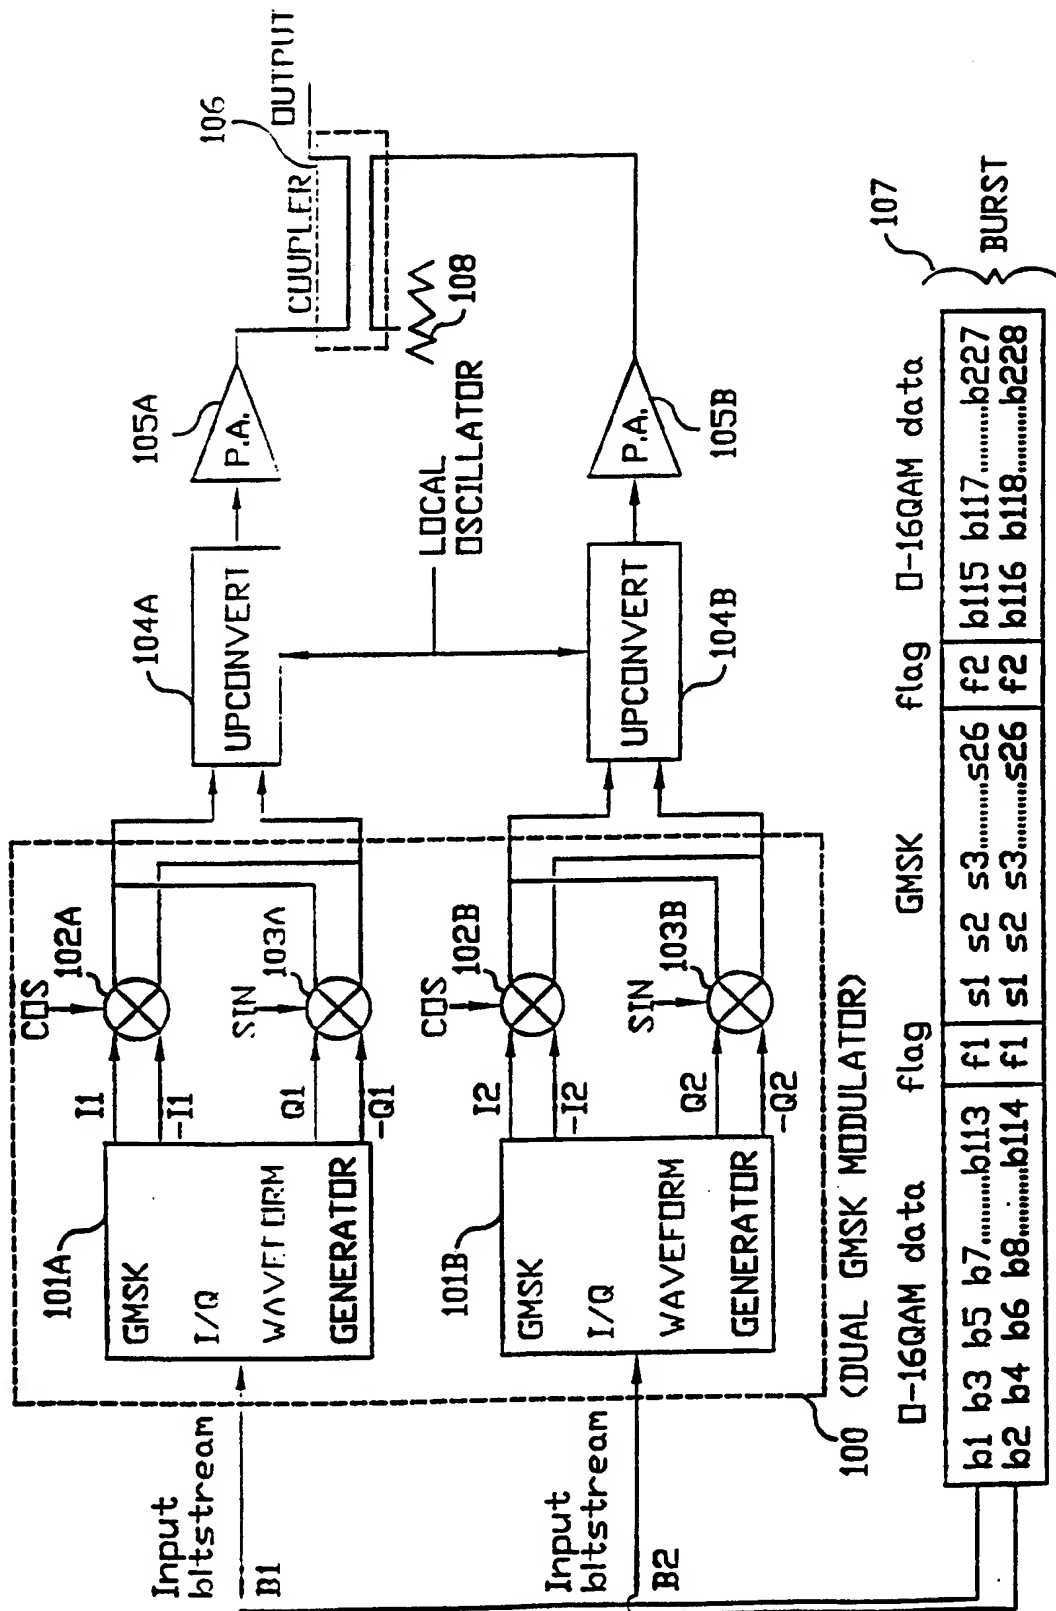 Input
bitstream
B1
101A
GMSK
I/Q
WAVEFORM
GENERATOR
I1
-I1
Q1
-Q1
COS
102A
SIN
103A
104A
UPCONVERT
105A
P.A.
COUPLER
106
OUTPUT
108
LOCAL
OSCILLATOR
Input
bitstream
B2
101B
GMSK
I/Q
WAVEFORM
GENERATOR
I2
-I2
Q2
-Q2
COS
102B
SIN
103B
UPCONVERT
104B
P.A.
105B
100 (DUAL GMSK MODULATOR)
O-16QAM data flag GMSK flag O-16QAM data
107
b1 b3 b5 b7............b113 f1 s1 s2 s3............s26 f2 b115 b117............b227
b2 b4 b6 b8............b114 f1 s1 s2 s3............s26 f2 b116 b118............b228
BURST